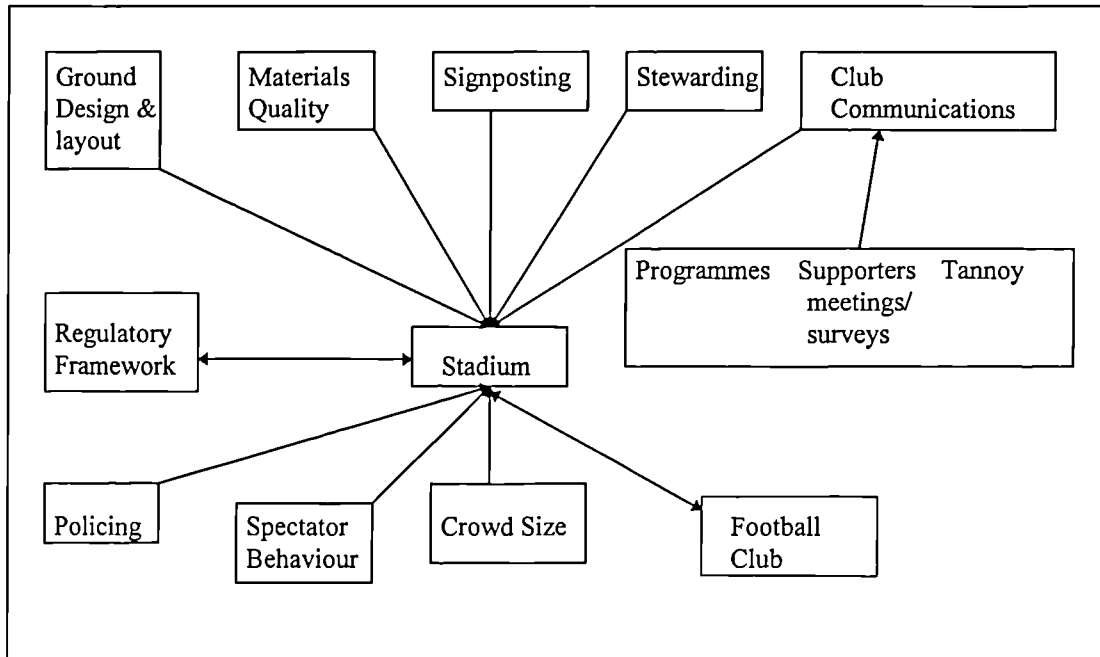 Ground
Design &
layout
Materials
Quality
Signposting
Stewarding
Club
Communications
Programmes Supporters Tannoy
meetings/
surveys
Regulatory
Framework
Stadium
Policing
Spectator
Behaviour
Crowd Size
Football
Club